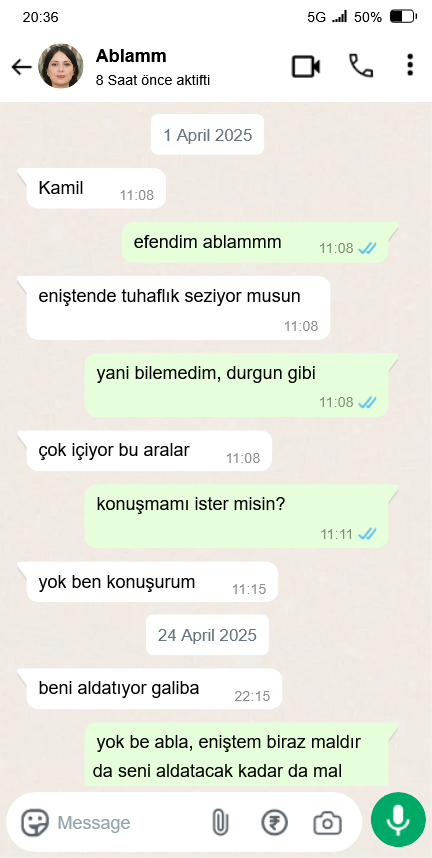 20:36
5G
50%
Ablamm
8 Saat önce aktifti
1 April 2025
Kamil
11:08
efendim ablammm
11:08
eniştende tuhaflık seziyor musun
11:08
yani bilemedim, durgun gibi
11:08
çok içiyor bu aralar
11:08
konuşmamı ister misin?
11:11
yok ben konuşurum
11:15
24 April 2025
beni aldatıyor galiba
22:15
yok be abla, eniştem biraz maldır
da seni aldatacak kadar da mal
Message